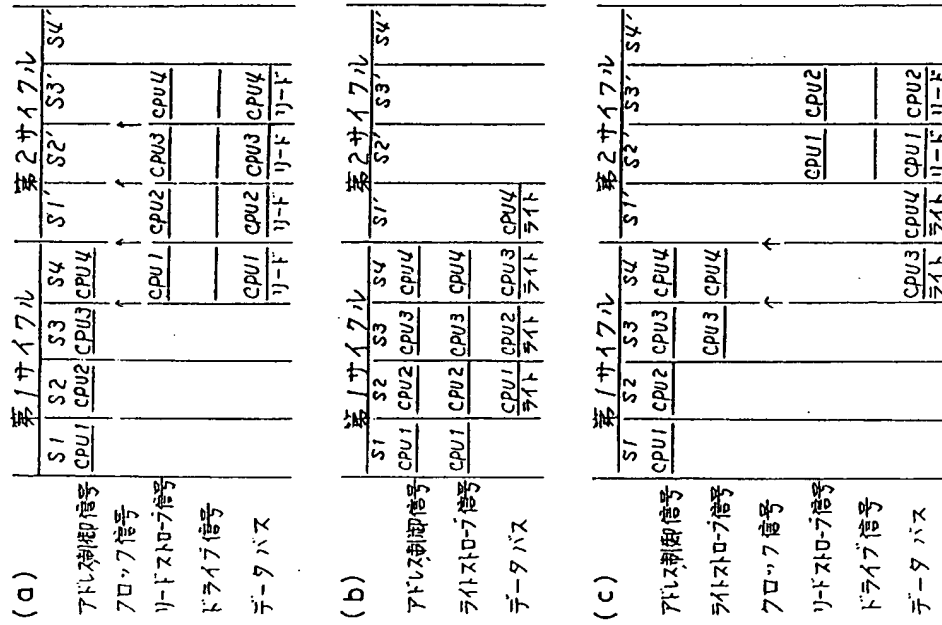 (a)
第1サイクル 第2サイクル
S1 S2 S3 S4 S1' S2' S3' S4'
アドレス制御信号 CPU1 CPU2 CPU3 CPU4
クロック信号
リードストローブ信号 CPU1 CPU2 CPU3 CPU4
ドライブ信号
データバス CPU1 CPU2 CPU3 CPU4
リード リード リード リード
(b)
第1サイクル 第2サイクル
S1 S2 S3 S4 S1' S2' S3' S4'
アドレス制御信号 CPU1 CPU2 CPU3 CPU4
ライトストローブ信号 CPU1 CPU2 CPU3 CPU4
データバス CPU1 CPU2 CPU3 CPU4
ライト ライト ライト ライト
(c)
第1サイクル 第2サイクル
S1 S2 S3 S4 S1' S2' S3' S4'
アドレス制御信号 CPU1 CPU2 CPU3 CPU4
ライトストローブ信号 CPU3 CPU4
クロック信号
リードストローブ信号 CPU1 CPU2
ドライブ信号
データバス CPU3 CPU4 CPU1 CPU2
ライト ライト リード リード